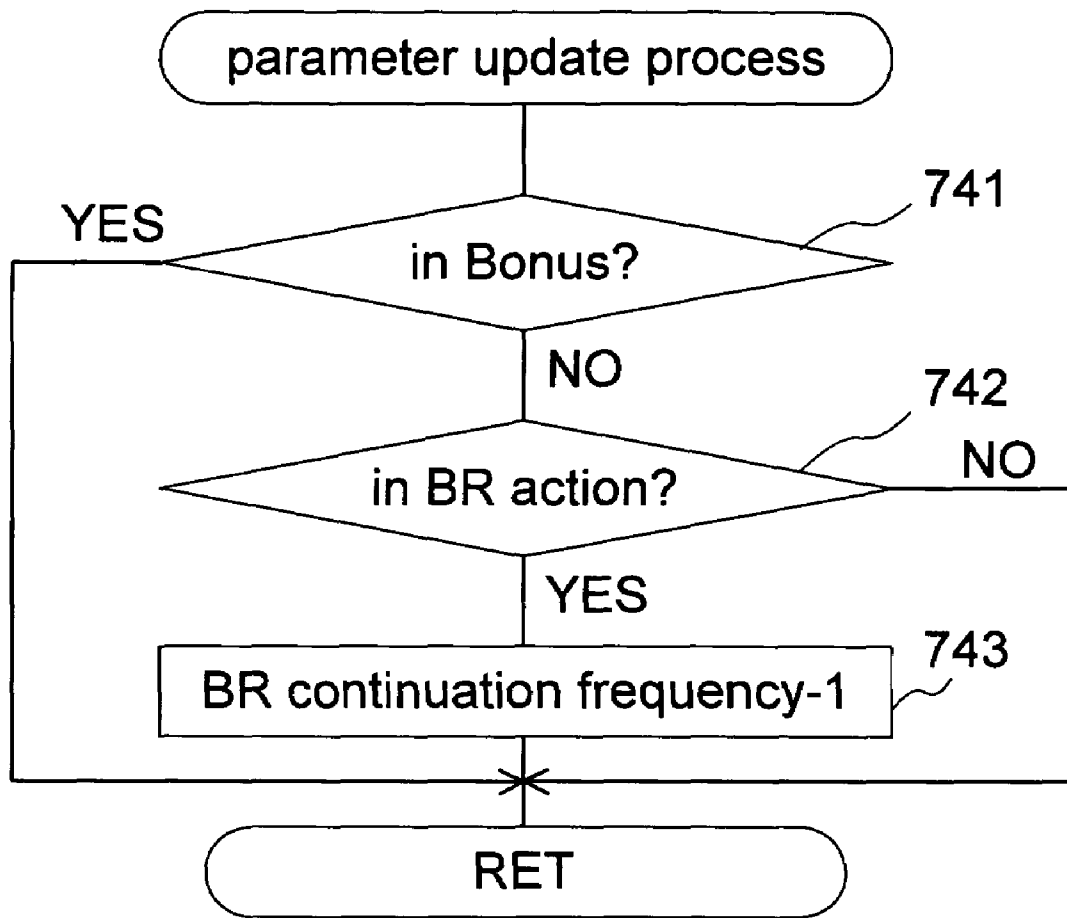 parameter update process
741
YES
in Bonus?
NO
742
NO
in BR action?
YES
743
BR continuation frequency-1
RET